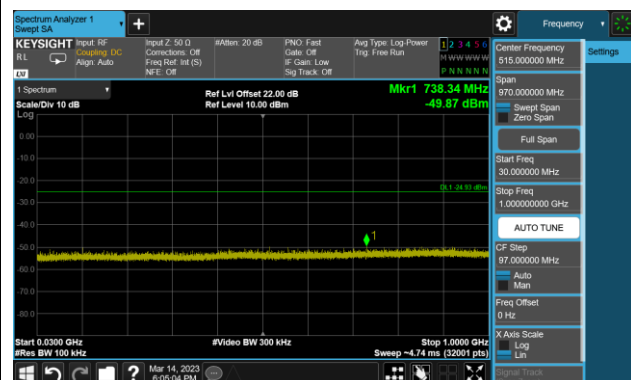 Spectrum Analyzer 1
Swept SA
Frequency
KEYSIGHT
RL
LXI
Input: RF
Coupling: DC
Align: Auto
Input Z: 50 Ω
Corrections: Off
Freq Ref: Int (S)
NFE: Off
#Atten: 20 dB
PNO: Fast
Gate: Off
IF Gain: Low
Sig Track: Off
Avg Type: Log-Power
Trig: Free Run
1 2 3 4 5 6
M W W W W W
P N N N N N
Center Frequency
515.000000 MHz
Settings
1 Spectrum
Scale/Div 10 dB
Log
Ref Lvl Offset 22.00 dB
Ref Level 10.00 dBm
Mkr1 738.34 MHz
-49.87 dBm
Span
970.000000 MHz
Swept Span
Zero Span
Full Span
Start Freq
30.000000 MHz
Stop Freq
1.000000000 GHz
AUTO TUNE
CF Step
97.000000 MHz
Auto
Man
Freq Offset
0 Hz
X Axis Scale
Log
Lin
Signal Track
0.00
-10.0
-20.0
DL1 -24.93 dBm
-30.0
-40.0
1
-50.0
-60.0
-70.0
-80.0
Start 0.0300 GHz
#Res BW 100 kHz
#Video BW 300 kHz
Stop 1.0000 GHz
Sweep ~4.74 ms (32001 pts)
?
Mar 14, 2023
6:05:04 PM